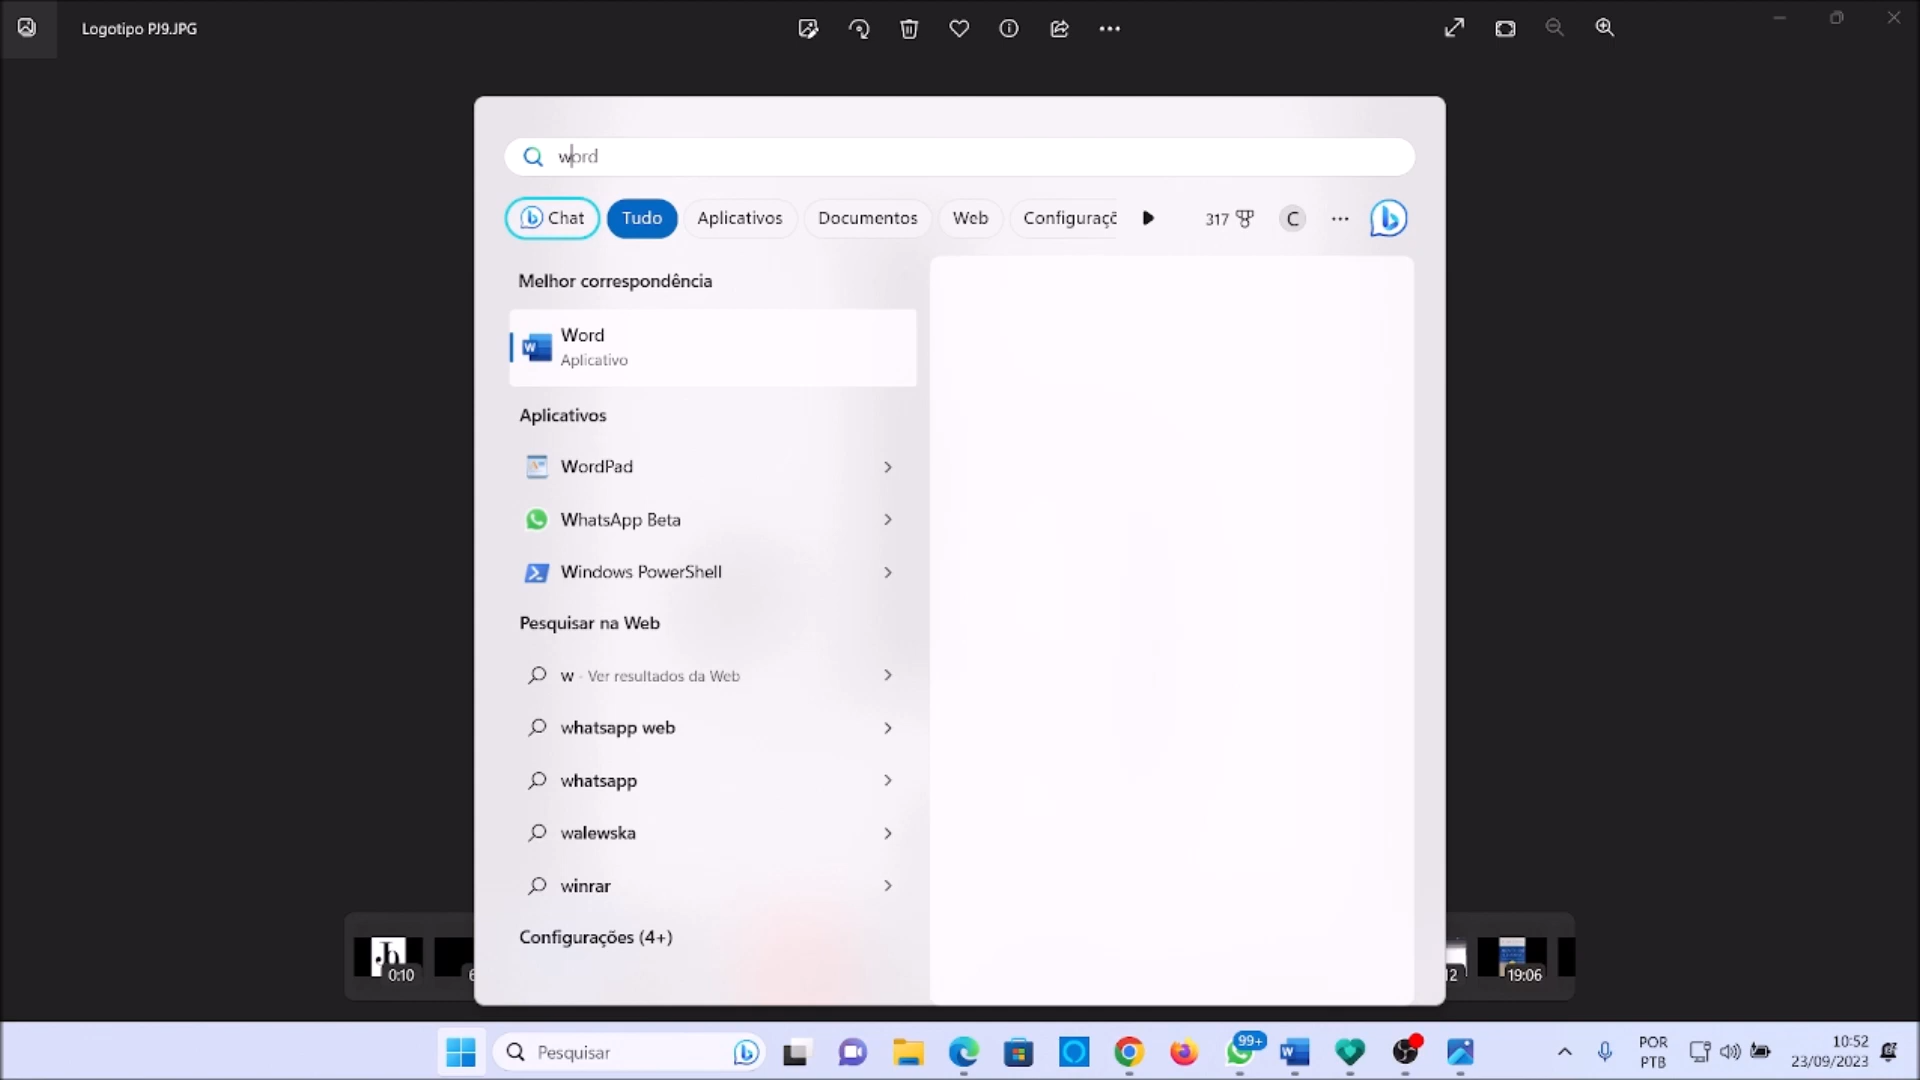 Logotipo PJ9.JPG
word
Chat Tudo Aplicativos Documentos Web Configuraçõ 317 C
Melhor correspondência
Word
Aplicativo
Aplicativos
WordPad
WhatsApp Beta
Windows PowerShell
Pesquisar na Web
w - Ver resultados da Web
whatsapp web
whatsapp
walewska
winrar
Configurações (4+)
0:10 6 12 19:06
Pesquisar
99+
POR
PTB
10:52
23/09/2023